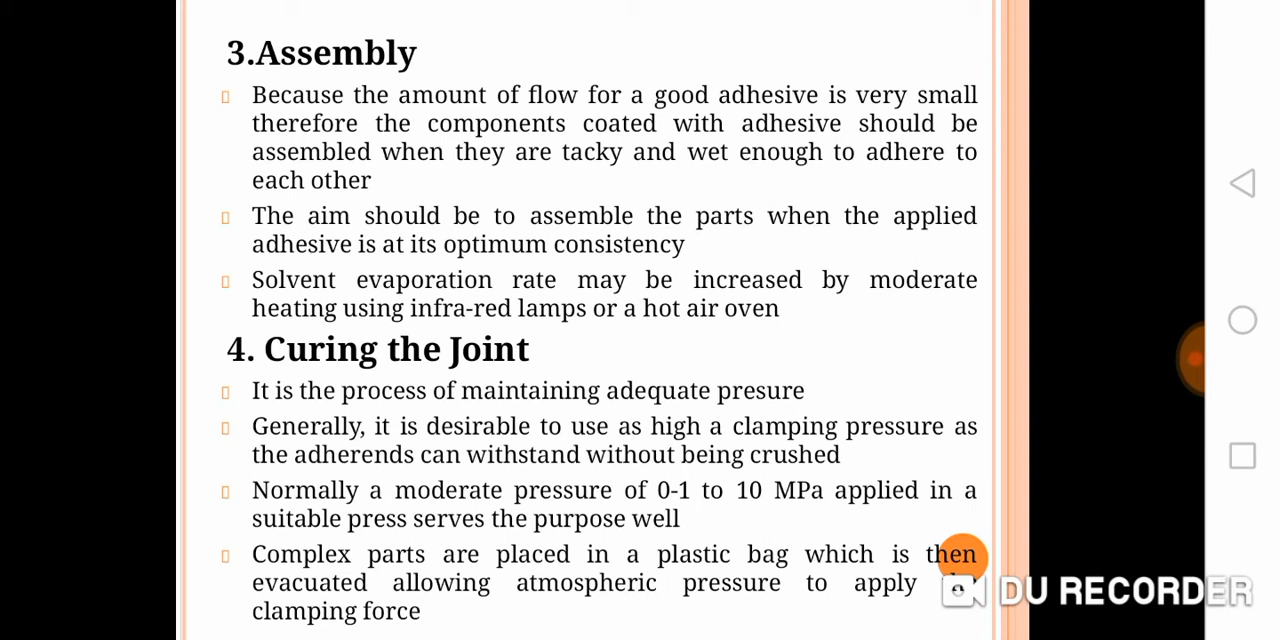 3.Assembly
Because the amount of flow for a good adhesive is very small
therefore the components coated with adhesive should be
assembled when they are tacky and wet enough to adhere to
each other
The aim should be to assemble the parts when the applied
adhesive is at its optimum consistency
Solvent evaporation rate may be increased by moderate
heating using infra-red lamps or a hot air oven
4. Curing the Joint
It is the process of maintaining adequate presure
Generally, it is desirable to use as high a clamping pressure as
the adherends can withstand without being crushed
Normally a moderate pressure of 0-1 to 10 MPa applied in a
suitable press serves the purpose well
Complex parts are placed in a plastic bag which is then
evacuated allowing atmospheric pressure to apply
clamping force
DU RECORDER